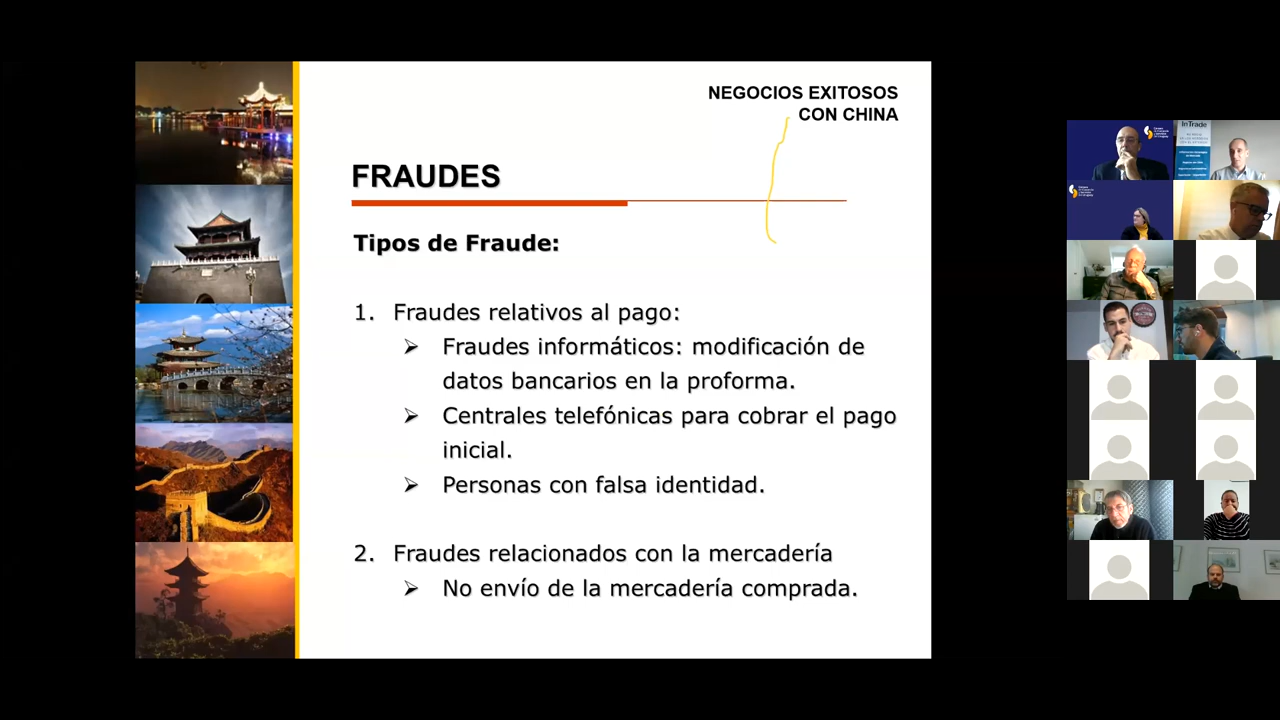 NEGOCIOS EXITOSOS
CON CHINA
FRAUDES
Tipos de Fraude:
1. Fraudes relativos al pago:
➢ Fraudes informáticos: modificación de
datos bancarios en la proforma.
➢ Centrales telefónicas para cobrar el pago
inicial.
➢ Personas con falsa identidad.
2. Fraudes relacionados con la mercadería
➢ No envío de la mercadería comprada.
InTrade